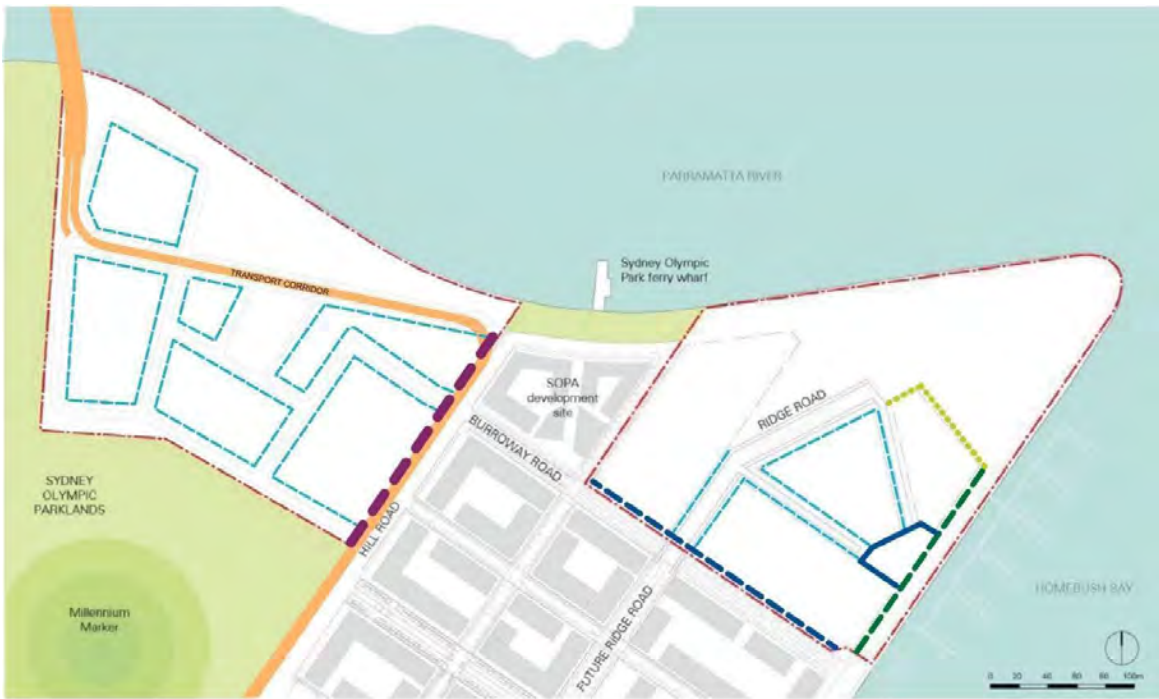 PARRAMATTA RIVER
Sydney Olympic
Park ferry wharf
TRANSPORT CORRIDOR
SOPA
development
site
RIDGE ROAD
BURROWAY ROAD
SYDNEY
OLYMPIC
PARKLANDS
HILL ROAD
HOMEBUSH BAY
Millennium
Marker
FUTURE RIDGE ROAD
0 20 40 60 80 100m